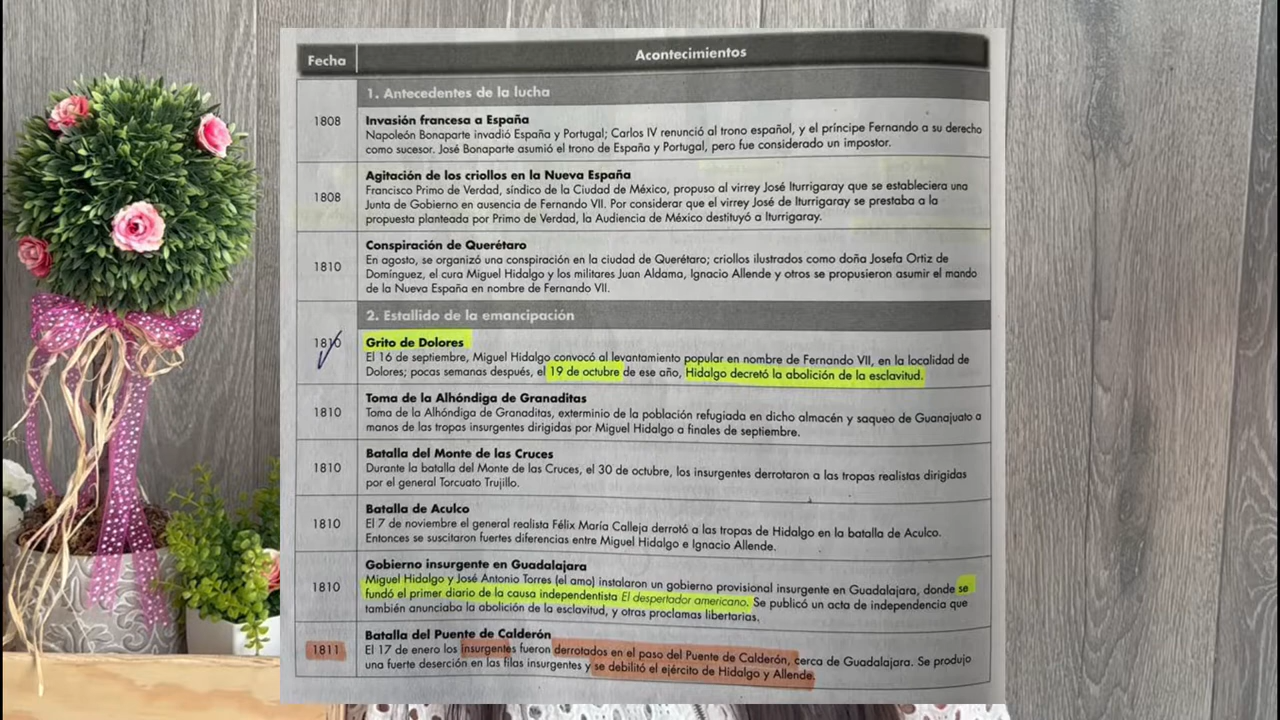 Fecha
Acontecimientos
1. Antecedentes de la lucha
1808
Invasión francesa a España
Napoleón Bonaparte invadió España y Portugal; Carlos IV renunció al trono español, y el príncipe Fernando a su derecho
como sucesor. José Bonaparte asumió el trono de España y Portugal, pero fue considerado un impostor.
1808
Agitación de los criollos en la Nueva España
Francisco Primo de Verdad, síndico de la Ciudad de México, propuso al virrey José Iturrigaray que se estableciera una
Junta de Gobierno en ausencia de Fernando VII. Por considerar que el virrey José de Iturrigaray se prestaba a la
propuesta planteada por Primo de Verdad, la Audiencia de México destituyó a Iturrigaray.
1810
Conspiración de Querétaro
En agosto, se organizó una conspiración en la ciudad de Querétaro; criollos ilustrados como doña Josefa Ortiz de
Domínguez, el cura Miguel Hidalgo y los militares Juan Aldama, Ignacio Allende y otros se propusieron asumir el mando
de la Nueva España en nombre de Fernando VII.
2. Estallido de la emancipación
1810
Grito de Dolores
El 16 de septiembre, Miguel Hidalgo convocó al levantamiento popular en nombre de Fernando VII, en la localidad de
Dolores; pocas semanas después, el 19 de octubre de ese año, Hidalgo decretó la abolición de la esclavitud.
1810
Toma de la Alhóndiga de Granaditas
Toma de la Alhóndiga de Granaditas, exterminio de la población refugiada en dicho almacén y saqueo de Guanajuato a
manos de las tropas insurgentes dirigidas por Miguel Hidalgo a finales de septiembre.
1810
Batalla del Monte de las Cruces
Durante la batalla del Monte de las Cruces, el 30 de octubre, los insurgentes derrotaron a las tropas realistas dirigidas
por el general Torcuato Trujillo.
1810
Batalla de Aculco
El 7 de noviembre el general realista Félix María Calleja derrotó a las tropas de Hidalgo en la batalla de Aculco.
Entonces se suscitaron fuertes diferencias entre Miguel Hidalgo e Ignacio Allende.
1810
Gobierno insurgente en Guadalajara
Miguel Hidalgo y José Antonio Torres (el amo) instalaron un gobierno provisional insurgente en Guadalajara, donde se
fundó el primer diario de la causa independentista El despertador americano. Se publicó un acta de independencia que
también anunciaba la abolición de la esclavitud, y otras proclamas libertarias.
1811
Batalla del Puente de Calderón
El 17 de enero los insurgentes fueron derrotados en el paso del Puente de Calderón, cerca de Guadalajara. Se produjo
una fuerte deserción en las filas insurgentes y se debilitó el ejército de Hidalgo y Allende.